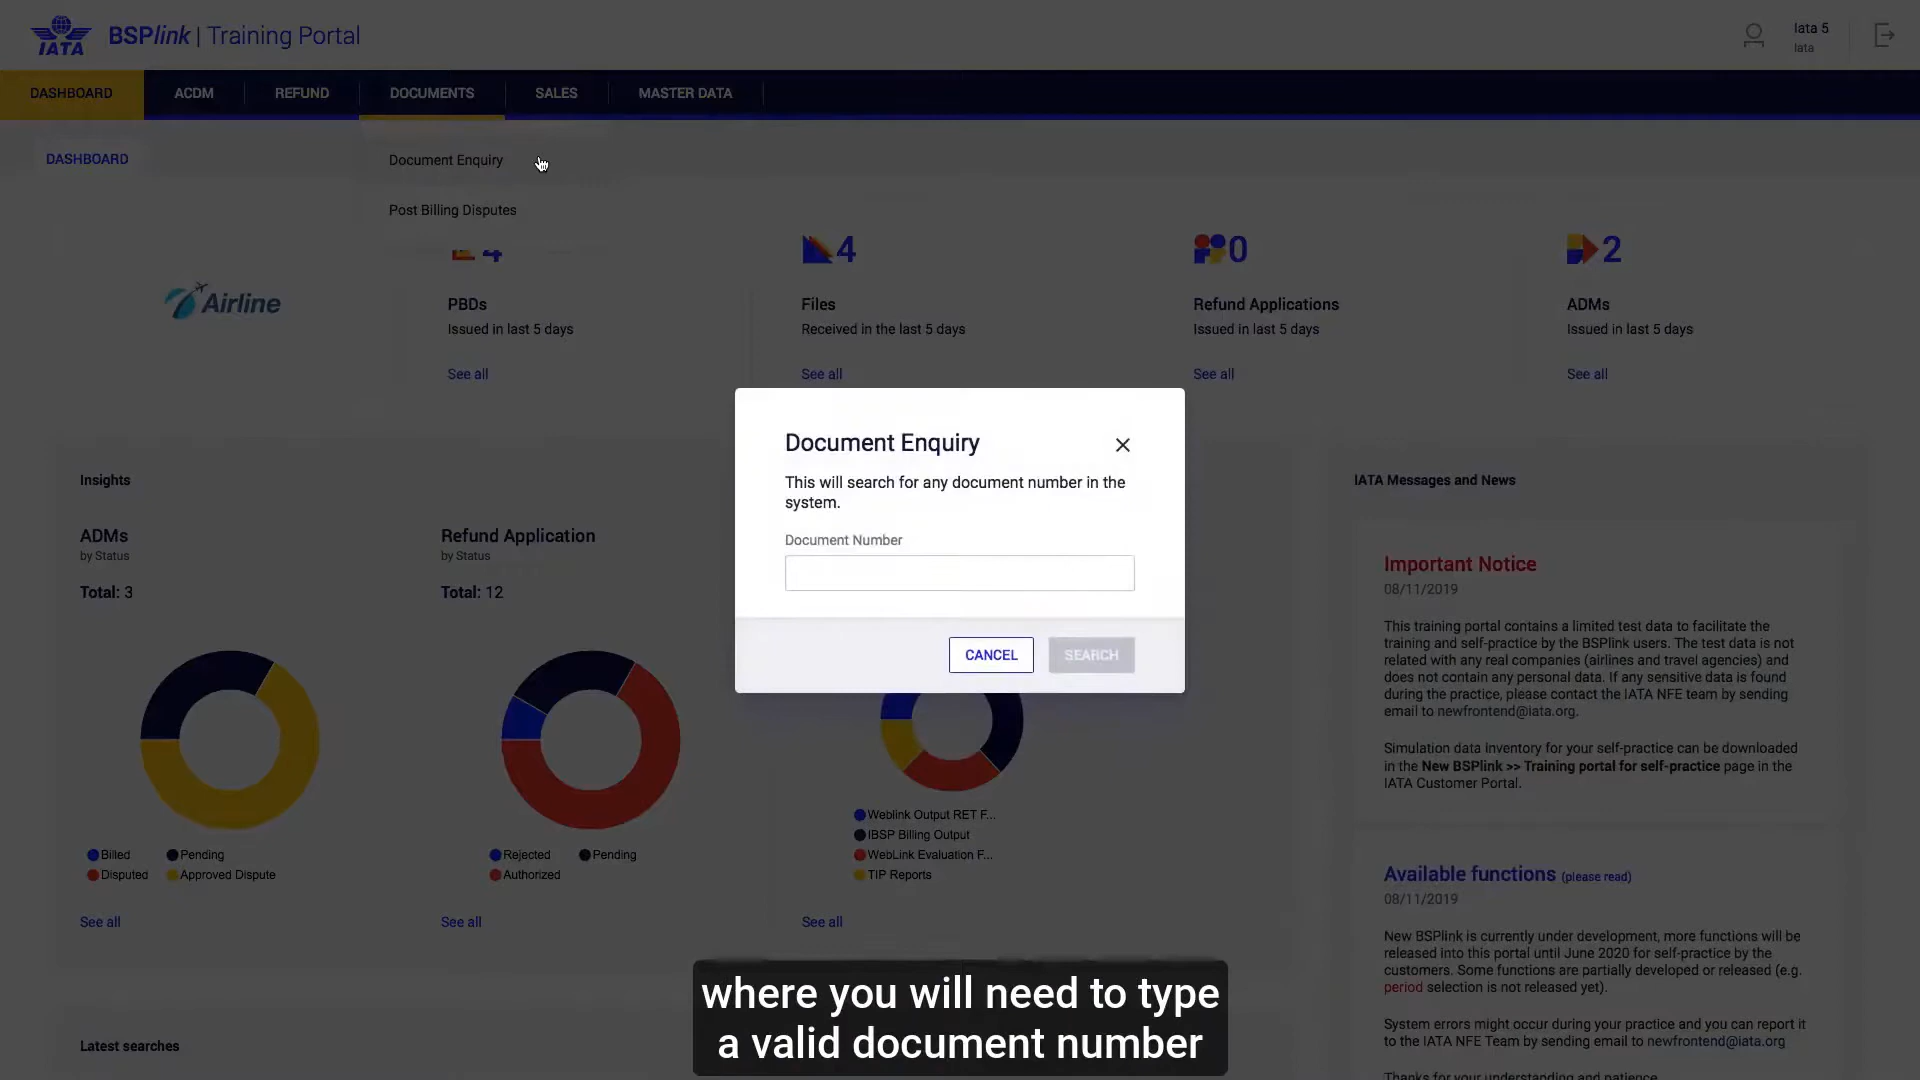 IATA
BSPlink | Training Portal
Iata 5
Iata
DASHBOARD
ACDM
REFUND
DOCUMENTS
SALES
MASTER DATA
DASHBOARD
Document Enquiry
Post Billing Disputes
Airline
4
PBDs
Issued in last 5 days
See all
4
Files
Received in the last 5 days
See all
0
Refund Applications
Issued in last 5 days
See all
2
ADMs
Issued in last 5 days
See all
Document Enquiry
This will search for any document number in the
system.
Document Number
CANCEL
SEARCH
Insights
ADMs
by Status
Total: 3
Billed
Pending
Disputed
Approved Dispute
See all
Refund Application
by Status
Total: 12
Rejected
Pending
Authorized
See all
Weblink Output RET F...
IBSP Billing Output
WebLink Evaluation F...
TIP Reports
See all
IATA Messages and News
Important Notice
08/11/2019
This training portal contains a limited test data to facilitate the
training and self-practice by the BSPlink users. The test data is not
related with any real companies (airlines and travel agencies) and
does not contain any personal data. If any sensitive data is found
during the practice, please contact the IATA NFE team by sending
email to newfrontend@iata.org.
Simulation data inventory for your self-practice can be downloaded
in the New BSPlink >> Training portal for self-practice page in the
IATA Customer Portal.
Available functions (please read)
08/11/2019
New BSPlink is currently under development, more functions will be
released into this portal until June 2020 for self-practice by the
customers. Some functions are partially developed or released (e.g.
period selection is not released yet).
System errors might occur during your practice and you can report it
to the IATA NFE Team by sending email to newfrontend@iata.org
Thanks for your understanding and patience
Latest searches
where you will need to type
a valid document number